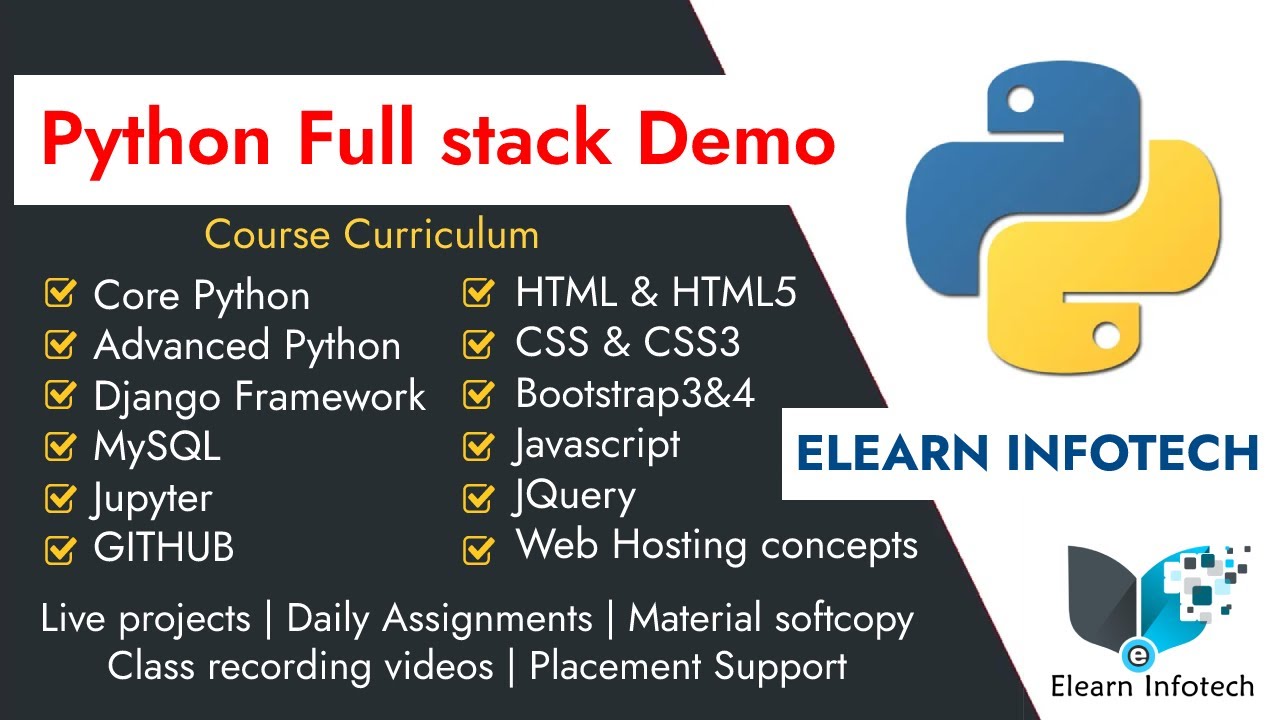 Python Full stack Demo
Course Curriculum
Core Python
Advanced Python
Django Framework
MySQL
Jupyter
GITHUB
HTML & HTML5
CSS & CSS3
Bootstrap3&4
Javascript
JQuery
Web Hosting concepts
Live projects | Daily Assignments | Material softcopy
Class recording videos | Placement Support
ELEARN INFOTECH
e
Elearn Infotech